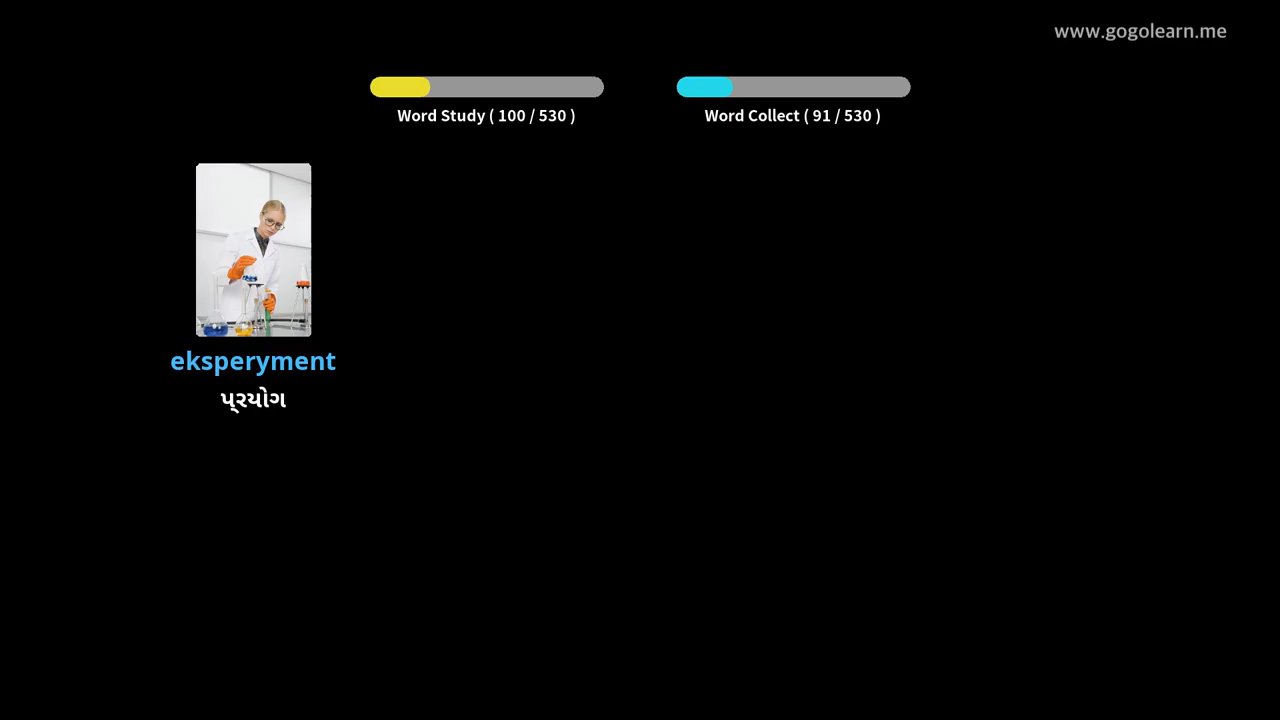 www.gogolearn.me
Word Study ( 100 / 530 )
Word Collect ( 91 / 530 )
eksperyment
પ્રયોગ